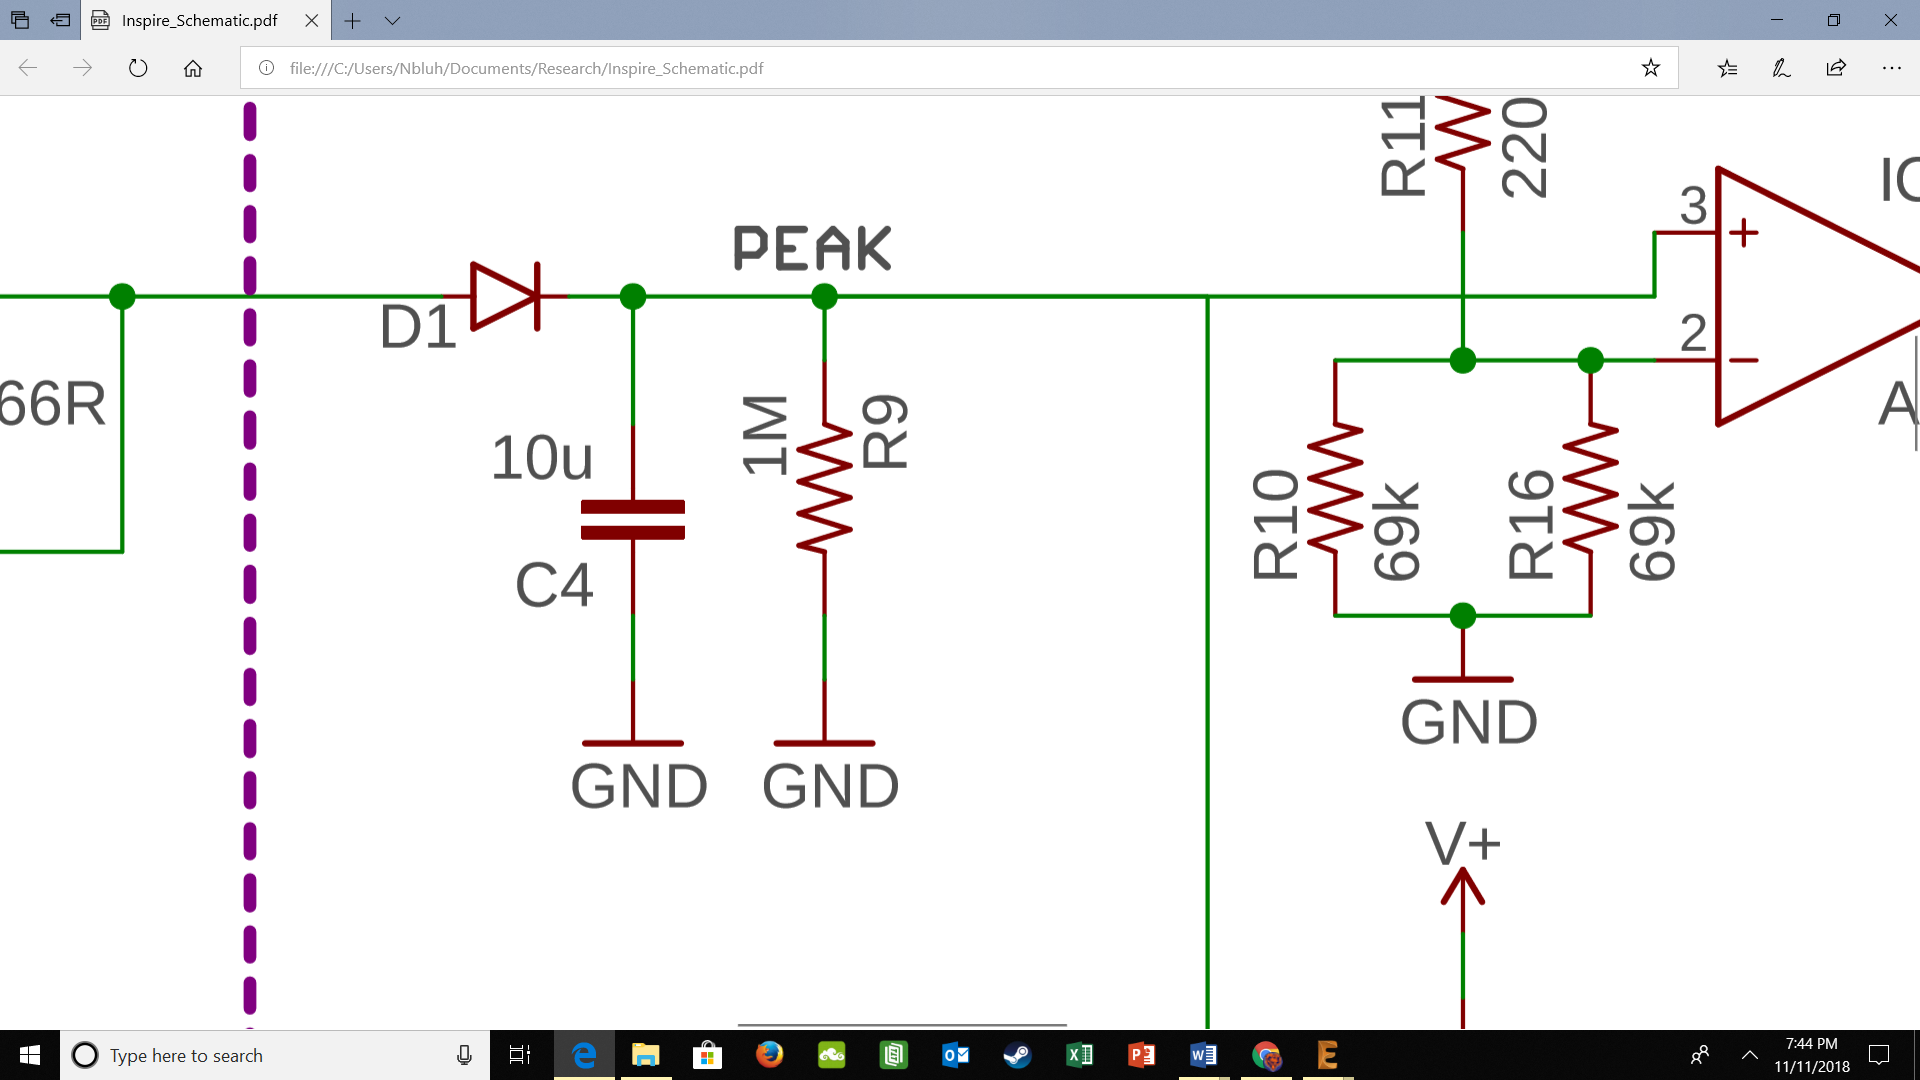 Inspire_Schematic.pdf
file:///C:/Users/Nbluh/Documents/Research/Inspire_Schematic.pdf
R11
220
IC
3
PEAK
D1
2
66R
1M
R9
A
10u
R10
69k
R16
69k
C4
GND
GND
GND
V+
Type here to search
7:44 PM
11/11/2018